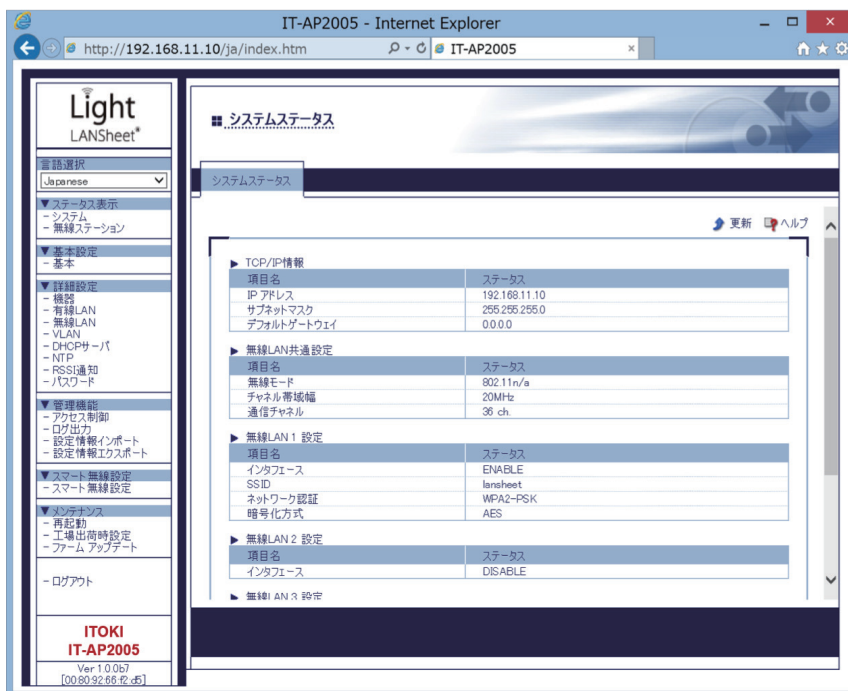 IT-AP2005 - Internet Explorer
http://192.168.11.10/ja/index.htm
IT-AP2005
Light
LANSheet*
言語選択
Japanese
▼ステータス表示
- システム
- 無線ステーション
▼基本設定
- 基本
▼詳細設定
- 機器
- 有線LAN
- 無線LAN
- VLAN
- DHCPサーバ
- NTP
- RSSI通知
- パスワード
▼管理機能
- アクセス制御
- ログ出力
- 設定情報インポート
- 設定情報エクスポート
▼スマート無線設定
- スマート無線設定
▼メンテナンス
- 再起動
- 工場出荷時設定
- ファーム アップデート
- ログアウト
ITOKI
IT-AP2005
Ver 1.0.0b7
[00:80:92:66:f2:d5]
システムステータス
システムステータス
更新 ヘルプ
▶ TCP/IP情報
項目名 ステータス
IP アドレス 192.168.11.10
サブネットマスク 255.255.255.0
デフォルトゲートウェイ 0.0.0.0
▶ 無線LAN共通設定
項目名 ステータス
無線モード 802.11n/a
チャネル帯域幅 20MHz
通信チャネル 36 ch.
▶ 無線LAN 1 設定
項目名 ステータス
インタフェース ENABLE
SSID lansheet
ネットワーク認証 WPA2-PSK
暗号化方式 AES
▶ 無線LAN 2 設定
項目名 ステータス
インタフェース DISABLE
▶ 無線LAN 3 設定